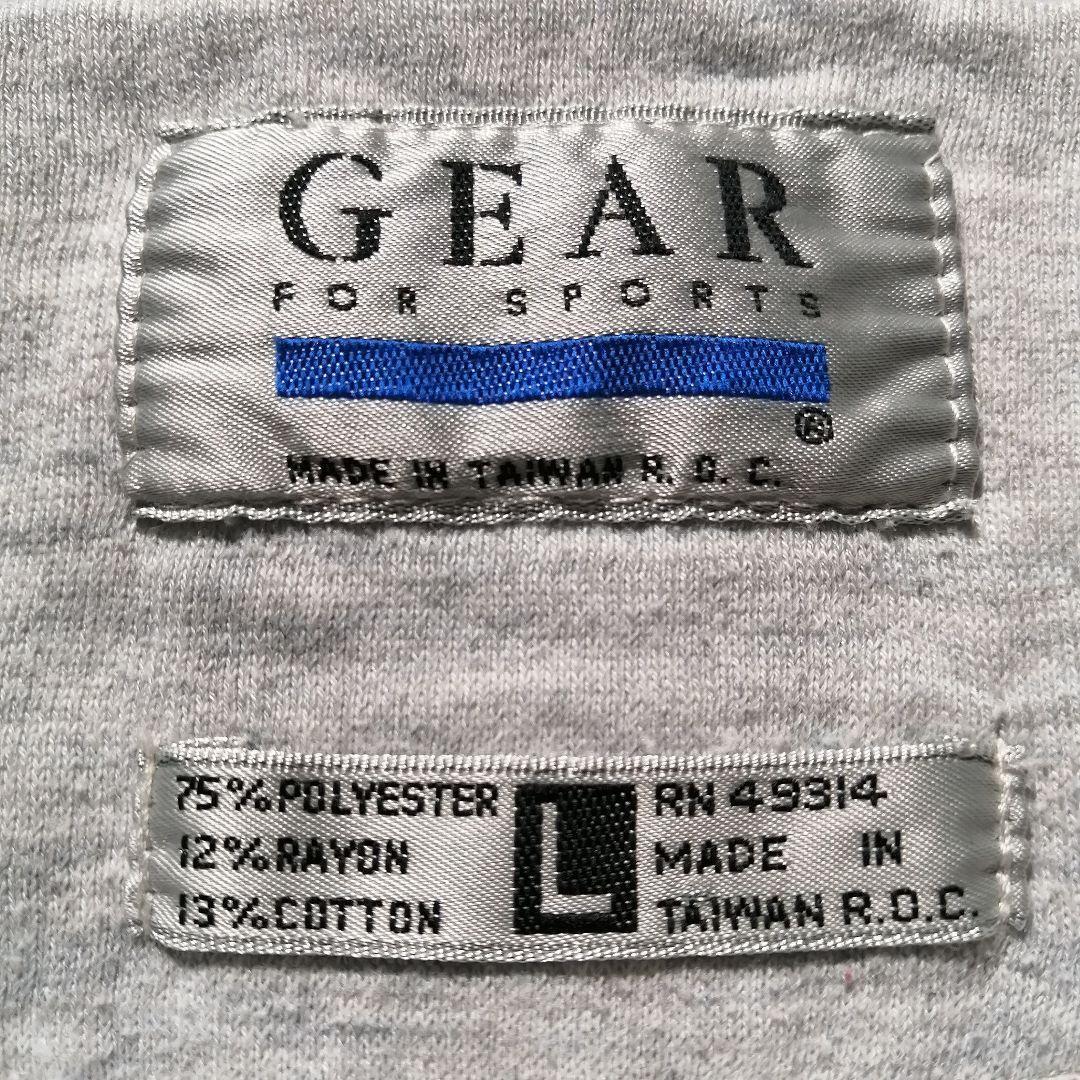 GEAR
FOR SPORTS
®
MADE IN TAIWAN R.O.C.
75%POLYESTER
12%RAYON
13%COTTON
L
RN 49314
MADE IN
TAIWAN R.O.C.